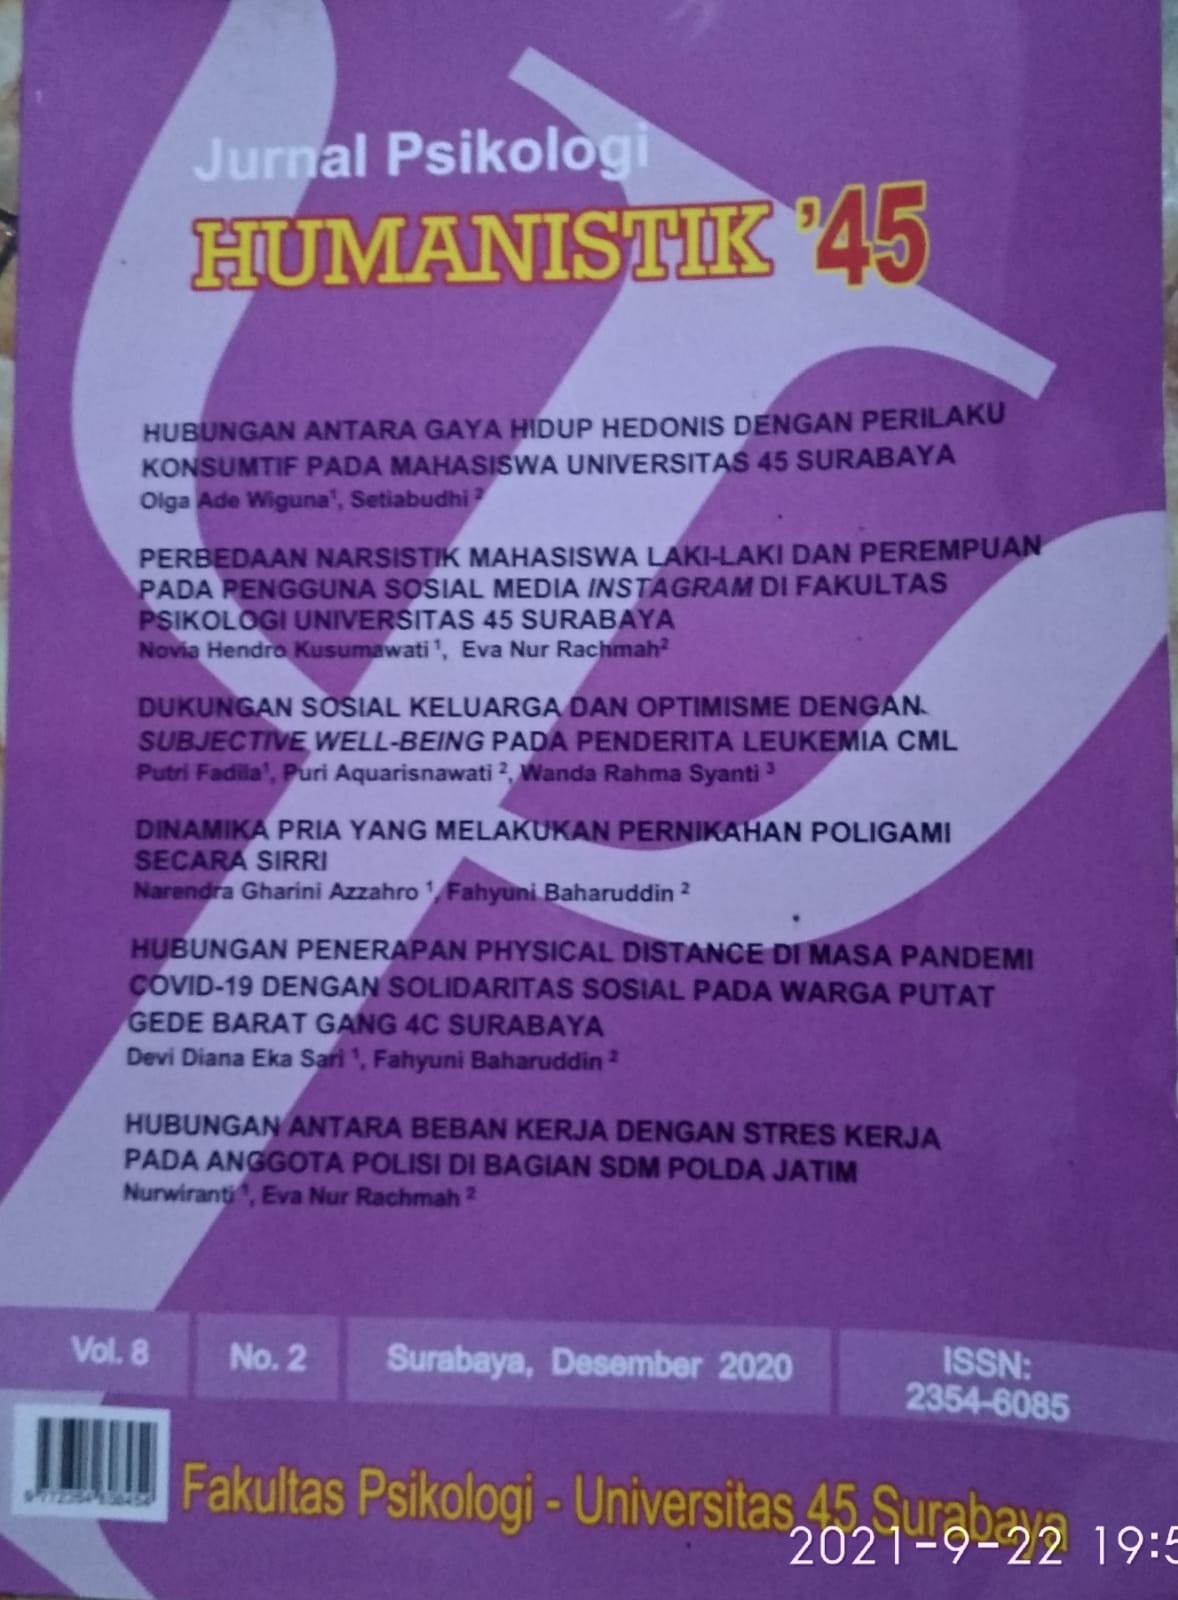 Jurnal Psikologi
HUMANISTIK '45
HUBUNGAN ANTARA GAYA HIDUP HEDONIS DENGAN PERILAKU
KONSUMTIF PADA MAHASISWA UNIVERSITAS 45 SURABAYA
Olga Ade Wiguna¹, Setiabudhi ²
PERBEDAAN NARSISTIK MAHASISWA LAKI-LAKI DAN PEREMPUAN
PADA PENGGUNA SOSIAL MEDIA INSTAGRAM DI FAKULTAS
PSIKOLOGI UNIVERSITAS 45 SURABAYA
Novia Hendro Kusumawati ¹, Eva Nur Rachmah²
DUKUNGAN SOSIAL KELUARGA DAN OPTIMISME DENGAN
SUBJECTIVE WELL-BEING PADA PENDERITA LEUKEMIA CML
Putri Fadila¹, Puri Aquarisnawati ², Wanda Rahma Syanti ³
DINAMIKA PRIA YANG MELAKUKAN PERNIKAHAN POLIGAMI
SECARA SIRRI
Narendra Gharini Azzahro ¹, Fahyuni Baharuddin ²
HUBUNGAN PENERAPAN PHYSICAL DISTANCE DI MASA PANDEMI
COVID-19 DENGAN SOLIDARITAS SOSIAL PADA WARGA PUTAT
GEDE BARAT GANG 4C SURABAYA
Devi Diana Eka Sari ¹, Fahyuni Baharuddin ²
HUBUNGAN ANTARA BEBAN KERJA DENGAN STRES KERJA
PADA ANGGOTA POLISI DI BAGIAN SDM POLDA JATIM
Nurwiranti ¹, Eva Nur Rachmah ²
Vol. 8
No. 2
Surabaya, Desember 2020
ISSN:
2354-6085
Fakultas Psikologi - Universitas 45 Surabaya
2021-9-22 19:5